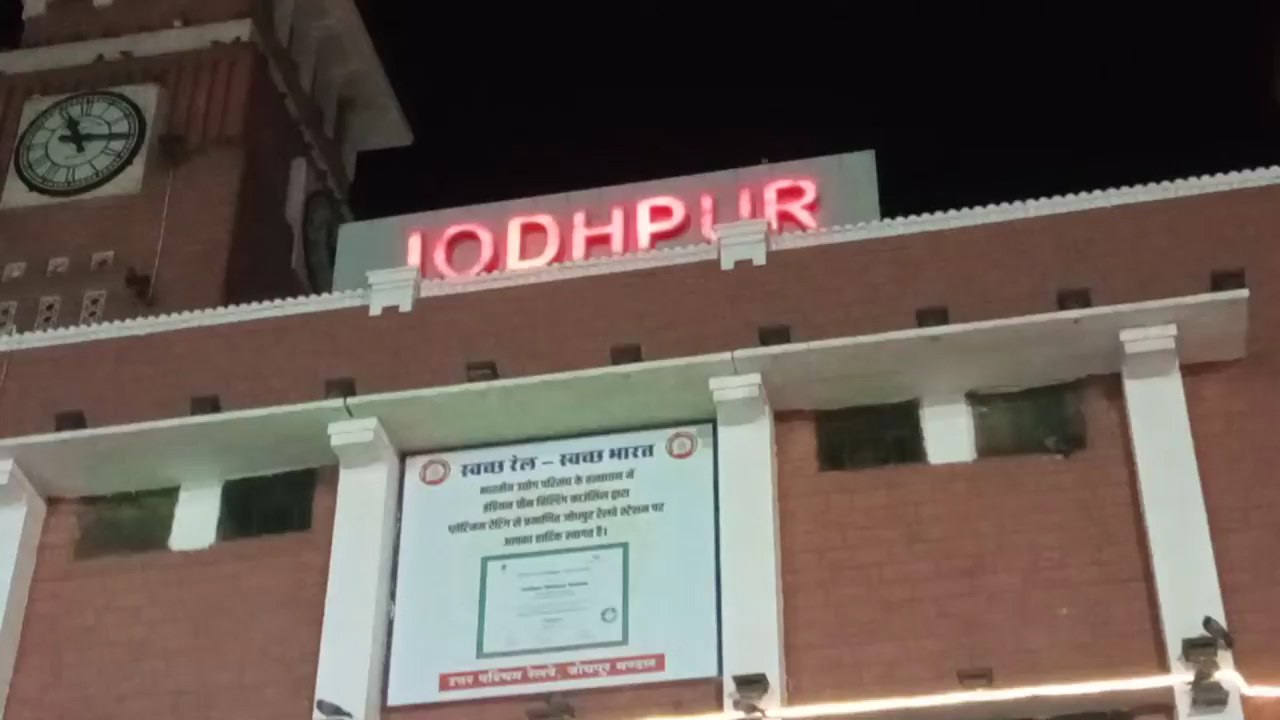 JODHPUR
स्वच्छ रेल – स्वच्छ भारत
भारतीय उद्योग परिसंघ के तत्वाधान में
इंडियन ग्रीन बिल्डिंग काउंसिल द्वारा
प्लेटिनम रेटिंग से प्रमाणित जोधपुर रेलवे स्टेशन पर
आपका हार्दिक स्वागत है।
उत्तर पश्चिम रेलवे, जोधपुर मण्डल